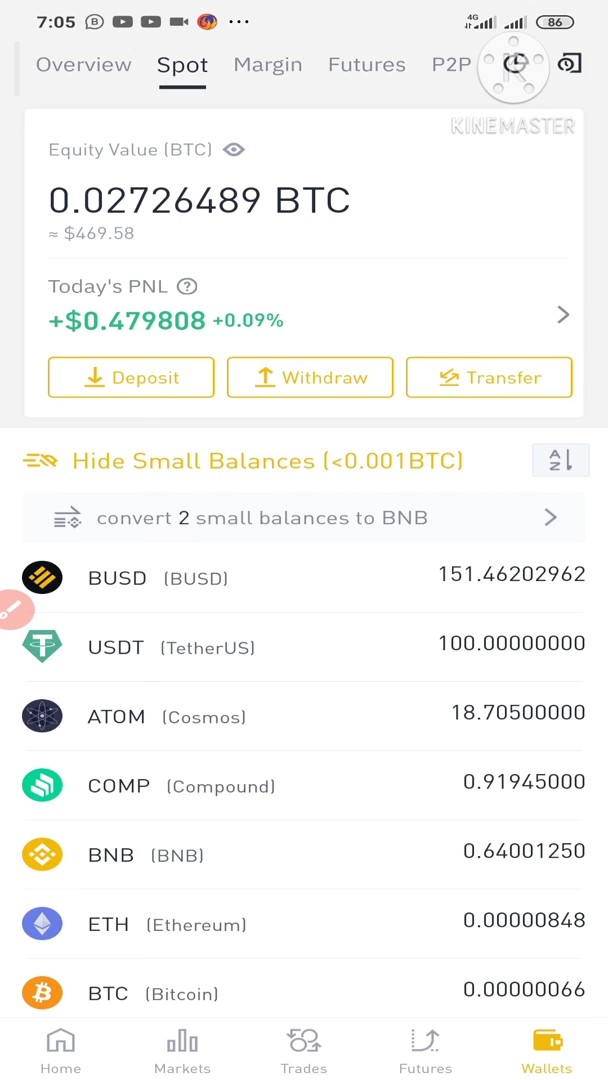 7:05
4G
86
Overview Spot Margin Futures P2P
KINEMASTER
Equity Value (BTC)
0.02726489 BTC
≈ $469.58
Today's PNL ?
+$0.479808 +0.09%
Deposit Withdraw Transfer
Hide Small Balances (<0.001BTC)
convert 2 small balances to BNB
BUSD (BUSD) 151.46202962
USDT (TetherUS) 100.00000000
ATOM (Cosmos) 18.70500000
COMP (Compound) 0.91945000
BNB (BNB) 0.64001250
ETH (Ethereum) 0.00000848
BTC (Bitcoin) 0.00000066
Home Markets Trades Futures Wallets